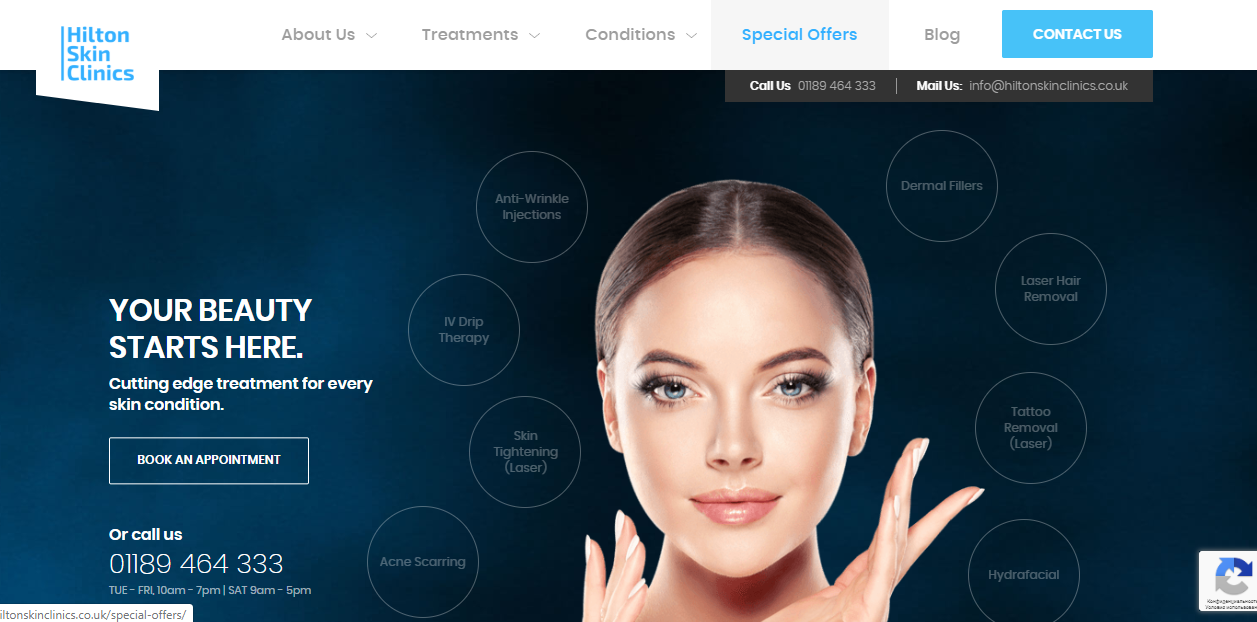 Hilton
Skin
Clinics
About Us
Treatments
Conditions
Special Offers
Blog
CONTACT US
Call Us 01189 464 333
Mail Us: info@hiltonskinclinics.co.uk
Anti-Wrinkle
Injections
Dermal Fillers
Laser Hair
Removal
IV Drip
Therapy
YOUR BEAUTY
STARTS HERE.
Cutting edge treatment for every
skin condition.
BOOK AN APPOINTMENT
Skin
Tightening
(Laser)
Tattoo
Removal
(Laser)
Or call us
01189 464 333
TUE - FRI, 10am - 7pm | SAT 9am - 5pm
Acne Scarring
Hydrafacial
iltonskinclinics.co.uk/special-offers/